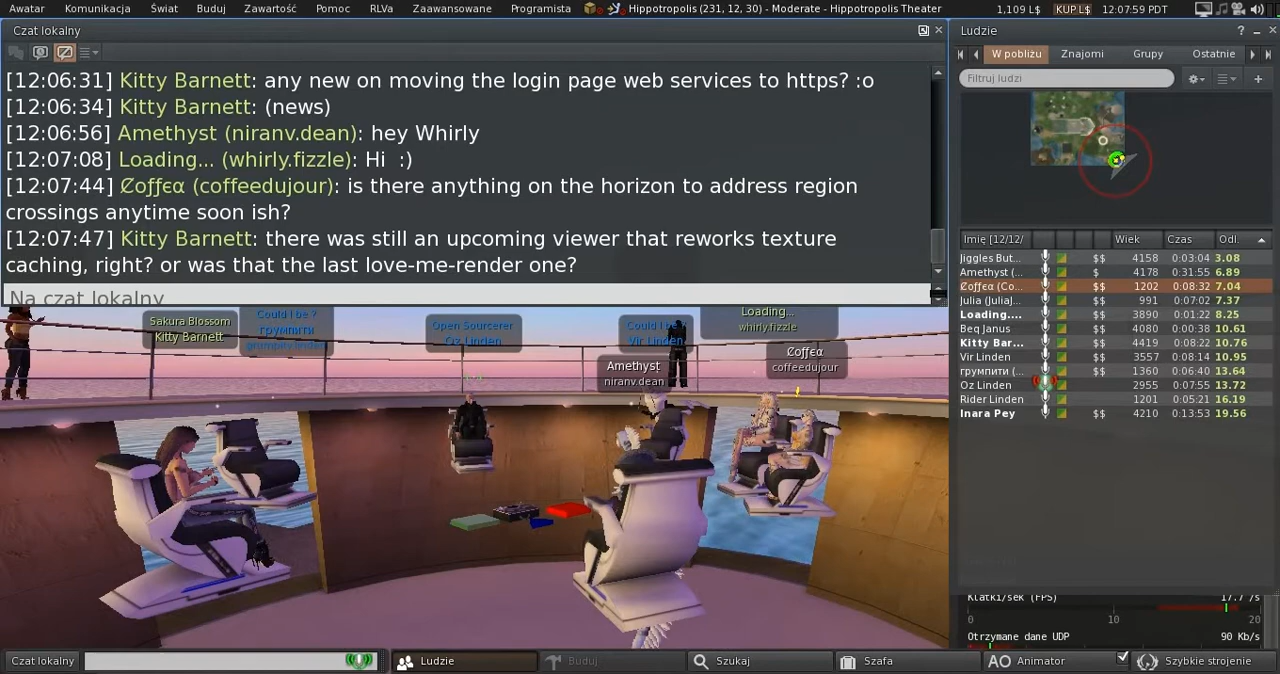 Awatar Komunikacja Świat Buduj Zawartość Pomoc RLVa Zaawansowane Programista Hippotropolis (231, 12, 30) - Moderate - Hippotropolis Theater 1,109 L$ KUP L$ 12:07:59 PDT
Czat lokalny
[12:06:31] Kitty Barnett: any new on moving the login page web services to https? :o
[12:06:34] Kitty Barnett: (news)
[12:06:56] Amethyst (niranv.dean): hey Whirly
[12:07:08] Loading... (whirly.fizzle): Hi :)
[12:07:44] Ȼoƒƒєα (coffeedujour): is there anything on the horizon to address region
crossings anytime soon ish?
[12:07:47] Kitty Barnett: there was still an upcoming viewer that reworks texture
caching, right? or was that the last love-me-render one?
Na czat lokalny
Sakura Blossom
Kitty Barnett
Could I be ?
грумпити
grumpity.linden
Open Sourcerer
Oz Linden
Could I be ?
Vir Linden
Loading...
whirly.fizzle
Amethyst
niranv.dean
Ȼoƒƒєα
coffeedujour
Ludzie
? _ ×
W pobliżu Znajomi Grupy Ostatnie
Filtruj ludzi
Imię [12/12/ Wiek Czas Odl.
Jiggles But... $$ 4158 0:03:04 3.08
Amethyst (... $ 4178 0:31:55 6.89
Ȼoƒƒєα (Co... $$ 1202 0:08:32 7.04
Julia (JuliaJ... $$ 991 0:07:02 7.37
Loading.... $$ 3890 0:01:22 8.25
Beq Janus $$ 4080 0:00:38 10.61
Kitty Bar... $$ 4419 0:08:22 10.76
Vir Linden $$ 3557 0:08:14 10.95
грумпити (... $$ 1360 0:06:40 13.64
Oz Linden 2955 0:07:55 13.72
Rider Linden 1201 0:05:21 16.19
Inara Pey $$ 4210 0:13:53 19.56
Klatki/sek (FPS) 17.7 /s
0 10 20
Otrzymane dane UDP 90 Kb/s
Czat lokalny Ludzie Buduj Szukaj Szafa AO Animator Szybkie strojenie